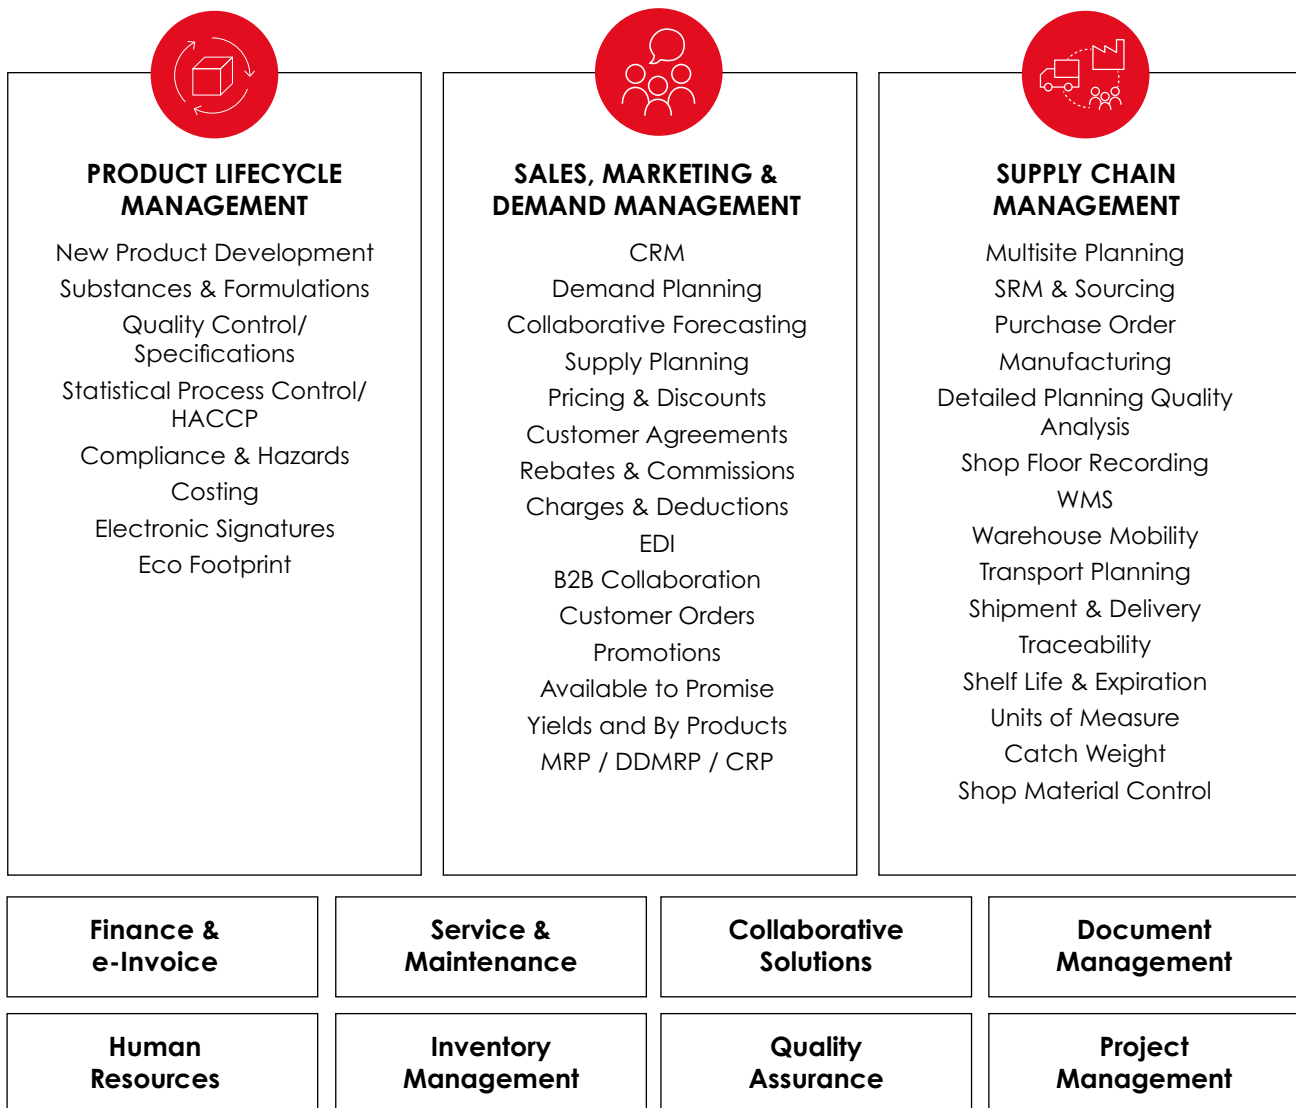 PRODUCT LIFECYCLE
MANAGEMENT
New Product Development
Substances & Formulations
Quality Control/
Specifications
Statistical Process Control/
HACCP
Compliance & Hazards
Costing
Electronic Signatures
Eco Footprint
SALES, MARKETING &
DEMAND MANAGEMENT
CRM
Demand Planning
Collaborative Forecasting
Supply Planning
Pricing & Discounts
Customer Agreements
Rebates & Commissions
Charges & Deductions
EDI
B2B Collaboration
Customer Orders
Promotions
Available to Promise
Yields and By Products
MRP / DDMRP / CRP
SUPPLY CHAIN
MANAGEMENT
Multisite Planning
SRM & Sourcing
Purchase Order
Manufacturing
Detailed Planning Quality
Analysis
Shop Floor Recording
WMS
Warehouse Mobility
Transport Planning
Shipment & Delivery
Traceability
Shelf Life & Expiration
Units of Measure
Catch Weight
Shop Material Control
Finance &
e-Invoice
Service &
Maintenance
Collaborative
Solutions
Document
Management
Human
Resources
Inventory
Management
Quality
Assurance
Project
Management